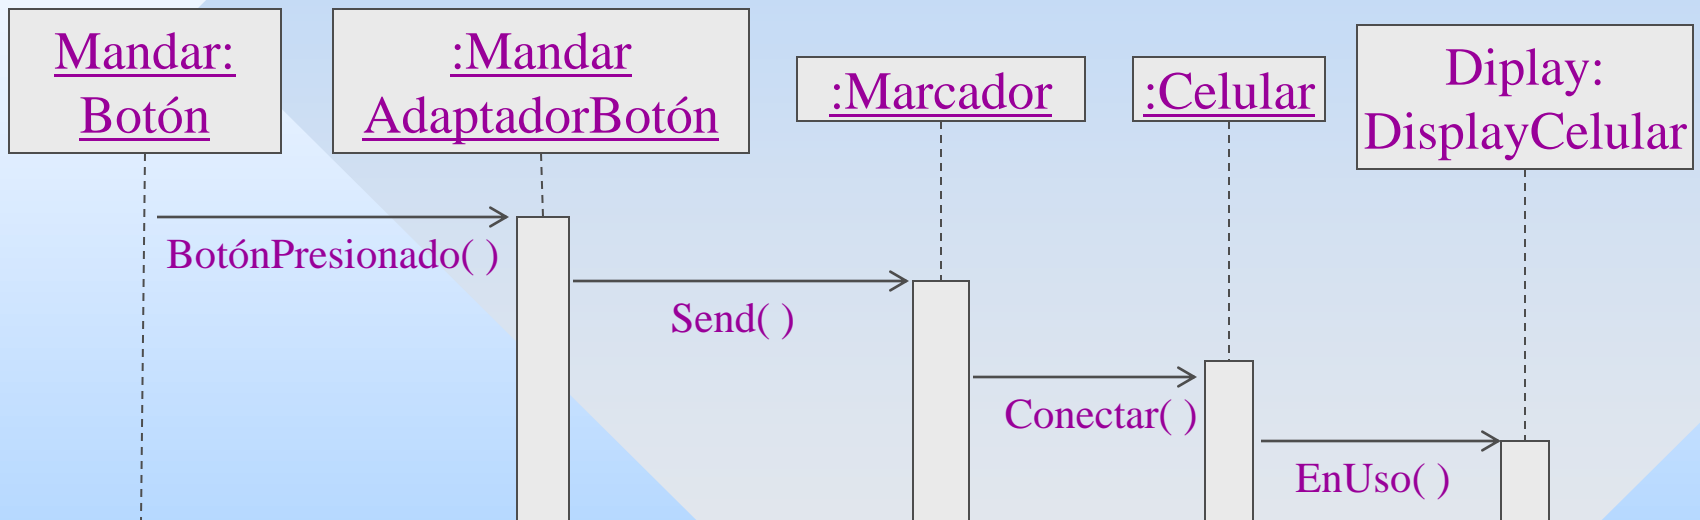 Mandar:
Botón
:Mandar
AdaptadorBotón
:Marcador
:Celular
Diplay:
DisplayCelular
BotónPresionado( )
Send( )
Conectar( )
EnUso( )